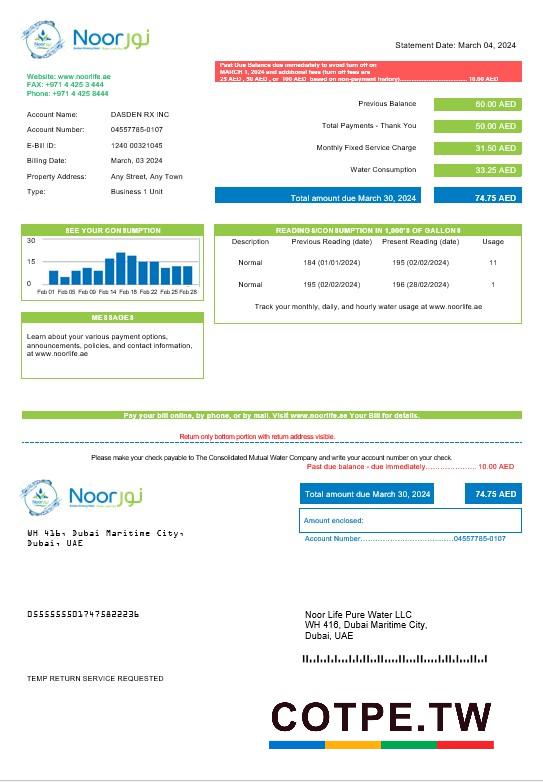 Noor نور
Statement Date: March 04, 2024
Past Due Balance due immediately to avoid turn off on
MARCH 1, 2024 and additional fees (turn off fees are
25 AED , 50 AED , or 100 AED based on non-payment history)........................ 10.00 AED
Website: www.noorlife.ae
FAX: +971 4 425 3 444
Phone: +971 4 425 8444
Previous Balance 50.00 AED
Total Payments - Thank You 50.00 AED
Monthly Fixed Service Charge 31.50 AED
Water Consumption 33.25 AED
Total amount due March 30, 2024 74.75 AED
Account Name: DASDEN RX INC
Account Number: 04557785-0107
E-Bill ID: 1240 00321045
Billing Date: March, 03 2024
Property Address: Any Street, Any Town
Type: Business 1 Unit
SEE YOUR CONSUMPTION
30
15
0
Feb 01 Feb 05 Feb 09 Feb 14 Feb 18 Feb 21 Feb 25 Feb 28
READINGS/CONSUMPTION IN 1,000'S OF GALLONS
Description Previous Reading (date) Present Reading (date) Usage
Normal 184 (01/01/2024) 195 (02/02/2024) 11
Normal 195 (02/02/2024) 196 (28/02/2024) 1
Track your monthly, daily, and hourly water usage at www.noorlife.ae
MESSAGES
Learn about your various payment options,
announcements, policies, and contact information,
at www.noorlife.ae
Pay your bill online, by phone, or by mail. Visit www.noorlife.ae Your Bill for details.
Return only bottom portion with return address visible.
Please make your check payable to The Consolidated Mutual Water Company and write your account number on your check.
Past due balance - due immediately...................... 10.00 AED
Noor نور
Total amount due March 30, 2024 74.75 AED
Amount enclosed:
Account Number..........................................04557785-0107
WH 416, Dubai Maritime City,
Dubai, UAE
D5555555D17475822236
Noor Life Pure Water LLC
WH 416, Dubai Maritime City,
Dubai, UAE
TEMP RETURN SERVICE REQUESTED
COTPE.TW